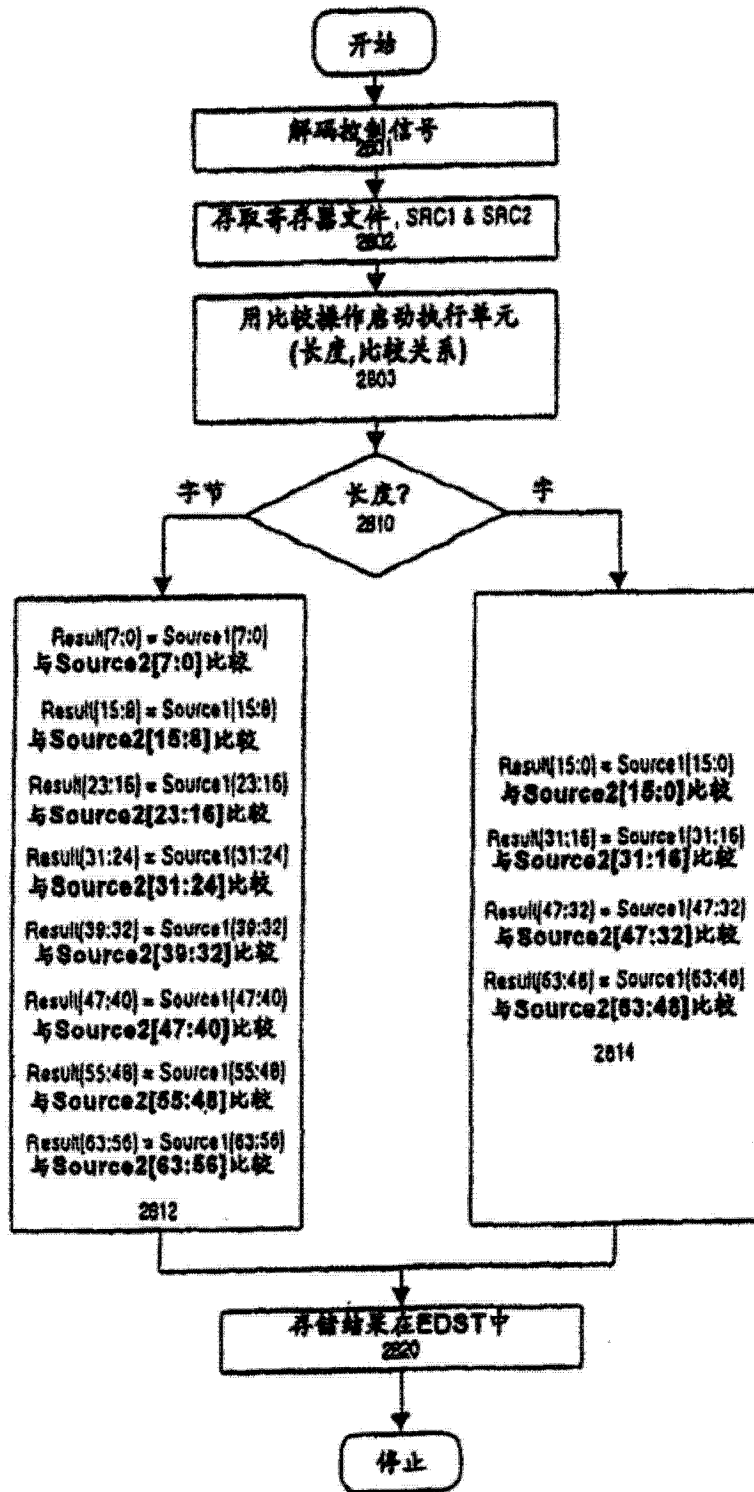 开始
解码控制信号
2801
存取寄存器文件, SRC1 & SRC2
2802
用比较操作启动执行单元
(长度,比较关系)
2803
字节
长度?
2810
字
Result(7:0) = Source1(7:0)
与Source2[7:0]比较
Result(15:8) = Source1(15:8)
与Source2[15:8]比较
Result(23:16) = Source1(23:16)
与Source2[23:16]比较
Result(31:24) = Source1(31:24)
与Source2[31:24]比较
Result(39:32) = Source1(39:32)
与Source2[39:32]比较
Result(47:40) = Source1(47:40)
与Source2[47:40]比较
Result(55:48) = Source1(55:48)
与Source2[55:48]比较
Result(63:56) = Source1(63:56)
与Source2[63:56]比较
2812
Result(15:0) = Source1(15:0)
与Source2[15:0]比较
Result(31:16) = Source1(31:16)
与Source2[31:16]比较
Result(47:32) = Source1(47:32)
与Source2[47:32]比较
Result(63:48) = Source1(63:48)
与Source2[63:48]比较
2814
存储结果在EDST中
2820
停止